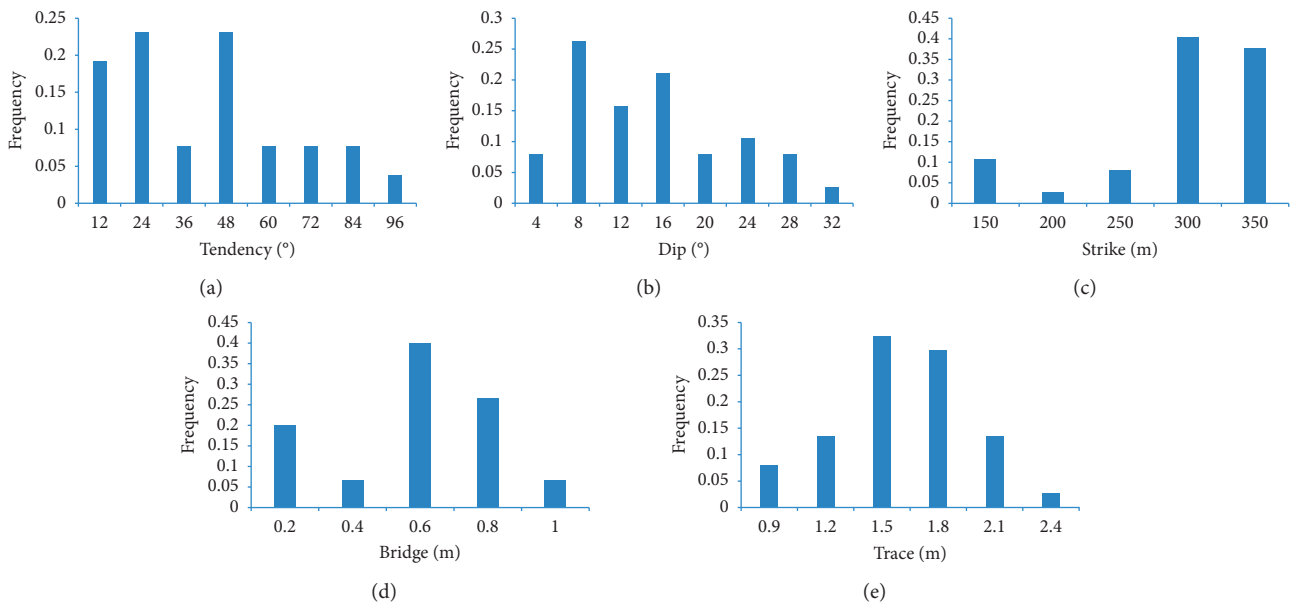 0.25
0.2
0.15
0.1
0.05
0
Frequency
12 24 36 48 60 72 84 96
Tendency (°)
(a)
0.3
0.25
0.2
0.15
0.1
0.05
0
Frequency
4 8 12 16 20 24 28 32
Dip (°)
(b)
0.45
0.4
0.35
0.3
0.25
0.2
0.15
0.1
0.05
0
Frequency
150 200 250 300 350
Strike (m)
(c)
0.45
0.4
0.35
0.3
0.25
0.2
0.15
0.1
0.05
0
Frequency
0.2 0.4 0.6 0.8 1
Bridge (m)
(d)
0.35
0.3
0.25
0.2
0.15
0.1
0.05
0
Frequency
0.9 1.2 1.5 1.8 2.1 2.4
Trace (m)
(e)